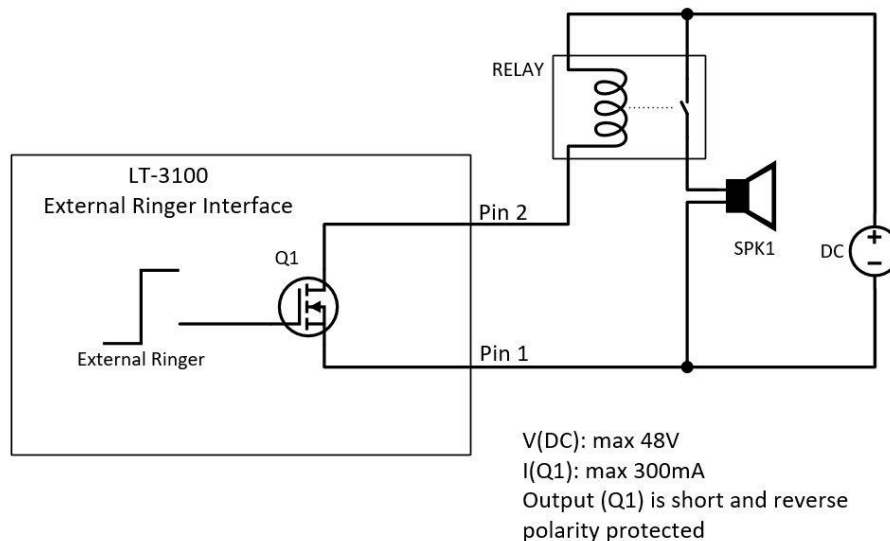 RELAY
LT-3100
External Ringer Interface
Pin 2
Q1
SPK1
DC
+
−
External Ringer
Pin 1
V(DC): max 48V
I(Q1): max 300mA
Output (Q1) is short and reverse
polarity protected